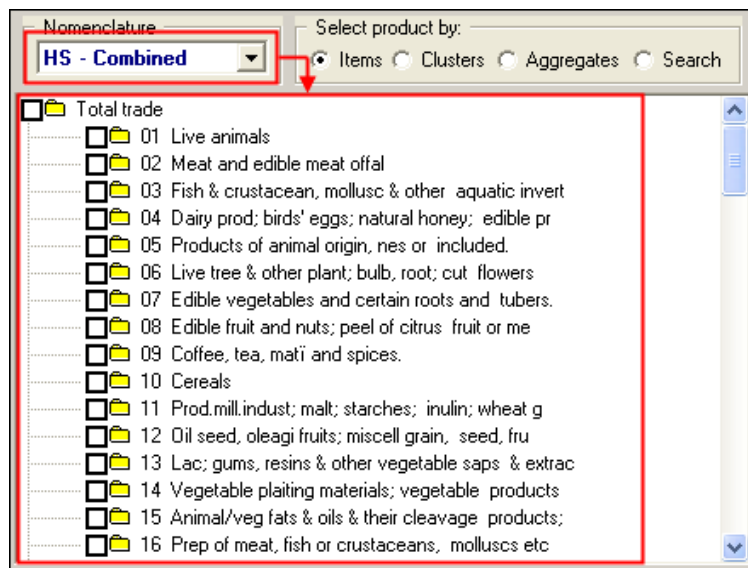 Nomenclature
Select product by:
HS - Combined
Items Clusters Aggregates Search
Total trade
01 Live animals
02 Meat and edible meat offal
03 Fish & crustacean, mollusc & other aquatic invert
04 Dairy prod; birds' eggs; natural honey; edible pr
05 Products of animal origin, nes or included.
06 Live tree & other plant; bulb, root; cut flowers
07 Edible vegetables and certain roots and tubers.
08 Edible fruit and nuts; peel of citrus fruit or me
09 Coffee, tea, matï and spices.
10 Cereals
11 Prod.mill.indust; malt; starches; inulin; wheat g
12 Oil seed, oleagi fruits; miscell grain, seed, fru
13 Lac; gums, resins & other vegetable saps & extrac
14 Vegetable plaiting materials; vegetable products
15 Animal/veg fats & oils & their cleavage products;
16 Prep of meat, fish or crustaceans, molluscs etc